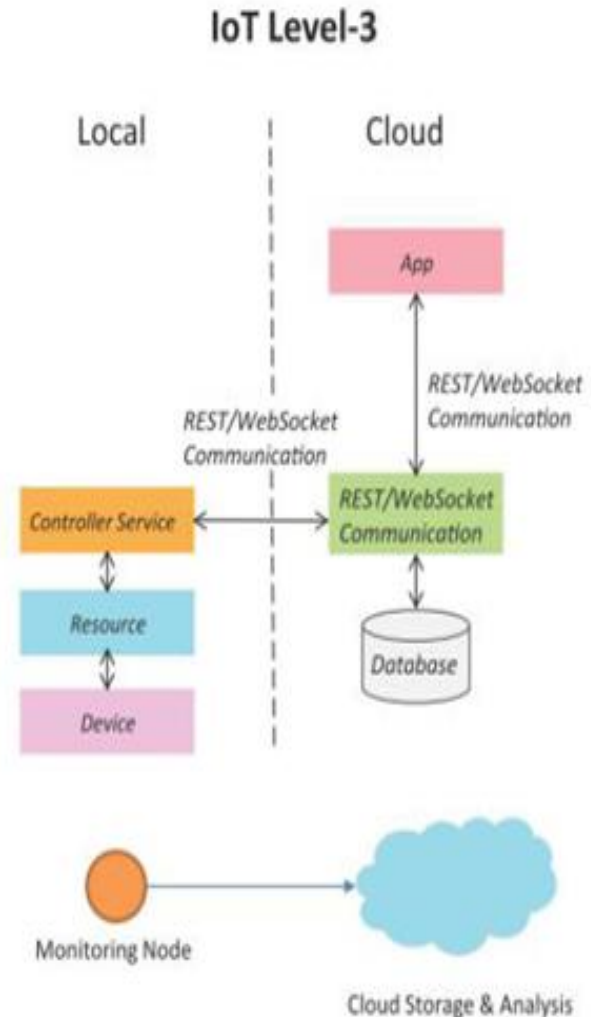 IoT Level-3
Local
Cloud
App
REST/WebSocket
Communication
REST/WebSocket
Communication
Controller Service
REST/WebSocket
Communication
Resource
Database
Device
Monitoring Node
Cloud Storage & Analysis